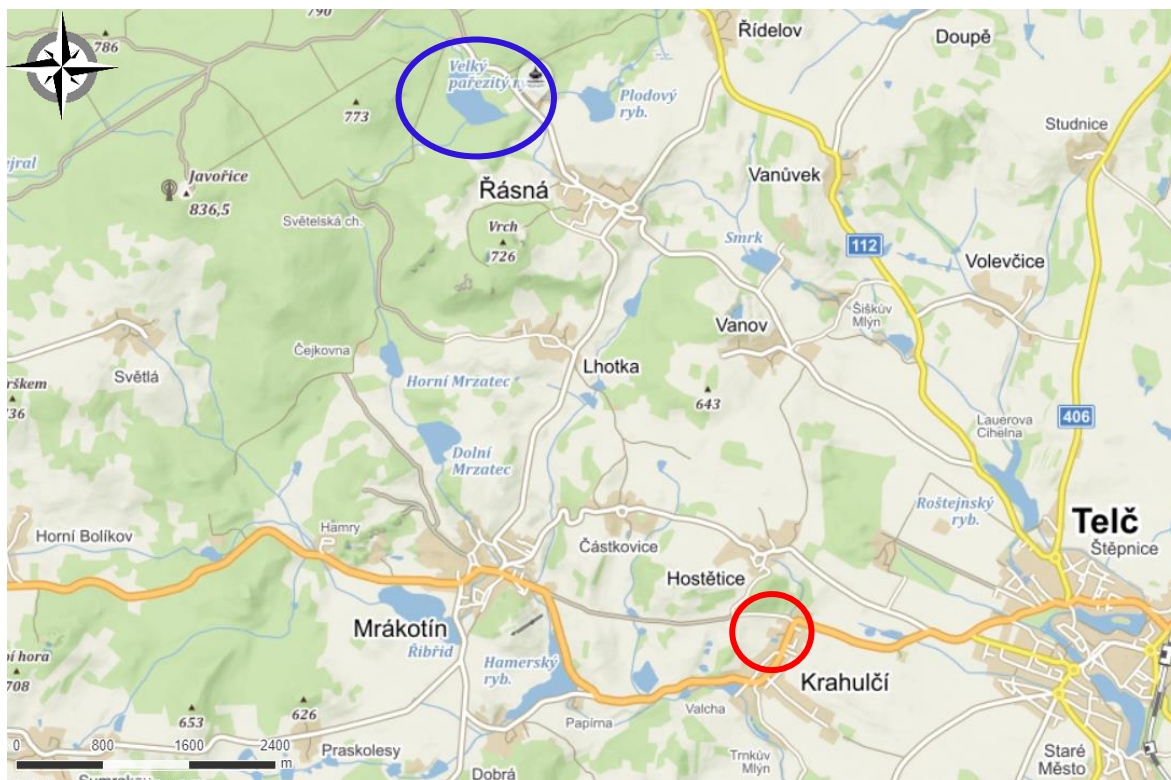 790
786
Řídelov
Doupě
Velký
pařezitý
773
Plodový
ryb.
Studnice
Javořice
836,5
Řásná
Vanůvek
Světelská ch.
Vrch
726
Smrk
112
Volevčice
Šiškův
Mlýn
Vanov
Čejkovna
Světlá
Horní Mrzatec
Lhotka
643
406
Lauerova
Cihelna
Dolní
Mrzatec
Roštejnský
ryb.
Telč
Štěpnice
Horní Bolíkov
Hamry
Částkovice
Hostětice
Mrákotín
Řibřid
Hamerský
ryb.
Krahulčí
708
653
626
Papírna
Valcha
0 800 1600 2400
m
Praskolesy
Dobrá
Trnkův
Mlýn
Staré
Město